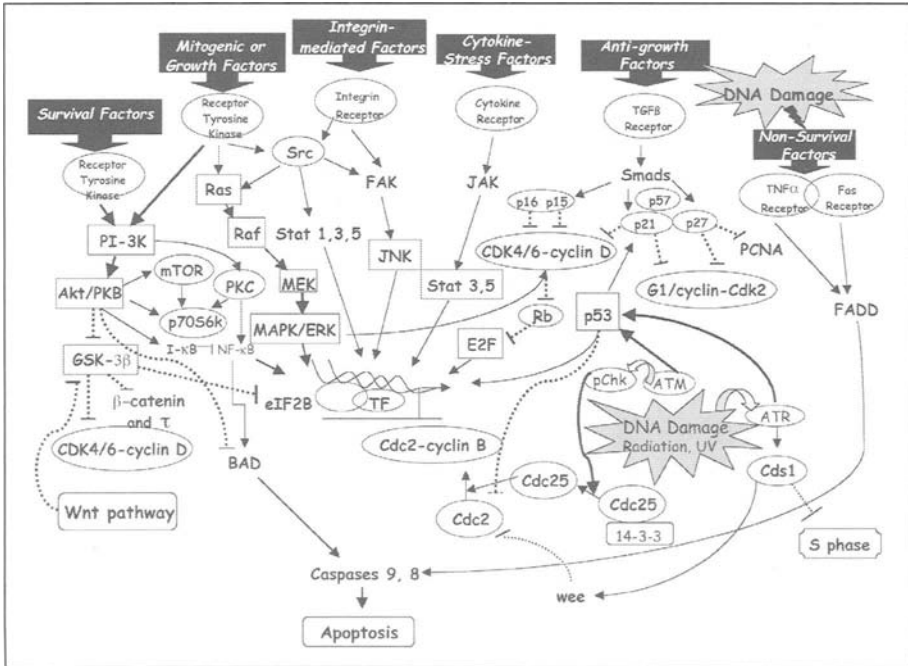 Mitogenic or
Growth Factors
Integrin-
mediated Factors
Cytokine-
Stress Factors
Anti-growth
Factors
DNA Damage
Survival Factors
Non-Survival
Factors
Receptor
Tyrosine
Kinase
Integrin
Receptor
Cytokine
Receptor
TGFβ
Receptor
Receptor
Tyrosine
Kinase
TNFα
Receptor
Fas
Receptor
Src
Ras
FAK
JAK
Smads
p16 p15
p57
p21
p27
PCNA
PI-3K
Raf
Stat 1,3,5
JNK
CDK4/6-cyclin D
mTOR
PKC
MEK
Stat 3,5
G1/cyclin-Cdk2
Akt/PKB
p70S6k
MAPK/ERK
Rb
p53
FADD
I-κB
NF-κB
E2F
GSK-3β
eIF2B
TF
pChk
ATM
ATR
β-catenin
and τ
CDK4/6-cyclin D
BAD
Cdc2-cyclin B
DNA Damage
Radiation, UV
Cds1
Cdc25
Cdc25
14-3-3
Wnt pathway
Cdc2
S phase
Caspases 9, 8
wee
Apoptosis